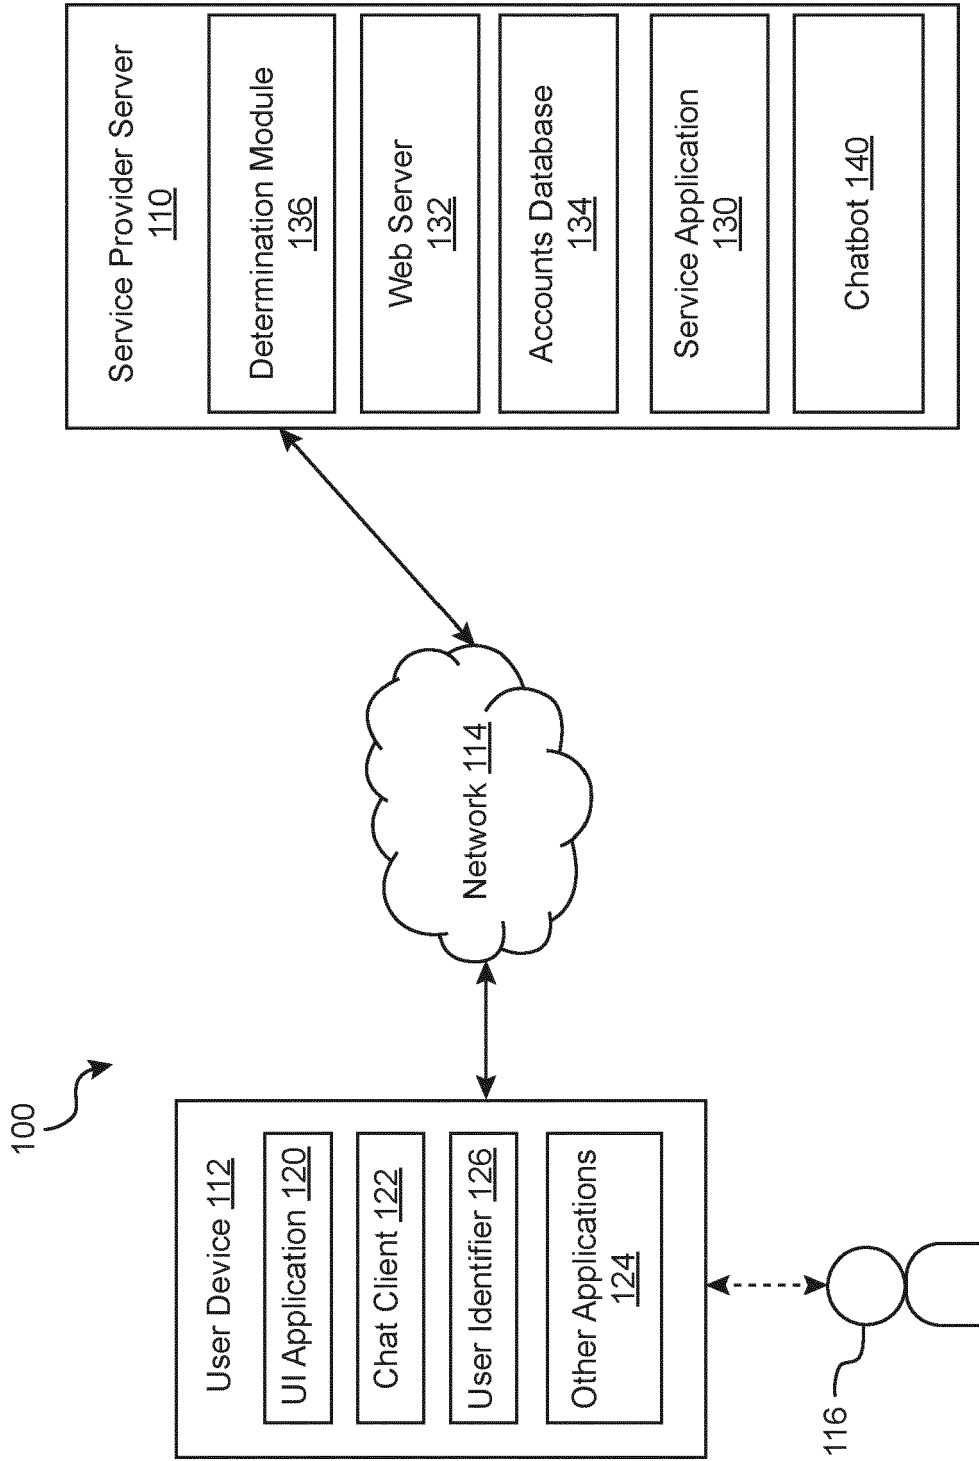 100
User Device 112
UI Application 120
Chat Client 122
User Identifier 126
Other Applications
124
116
Network 114
Service Provider Server
110
Determination Module
136
Web Server
132
Accounts Database
134
Service Application
130
Chatbot 140